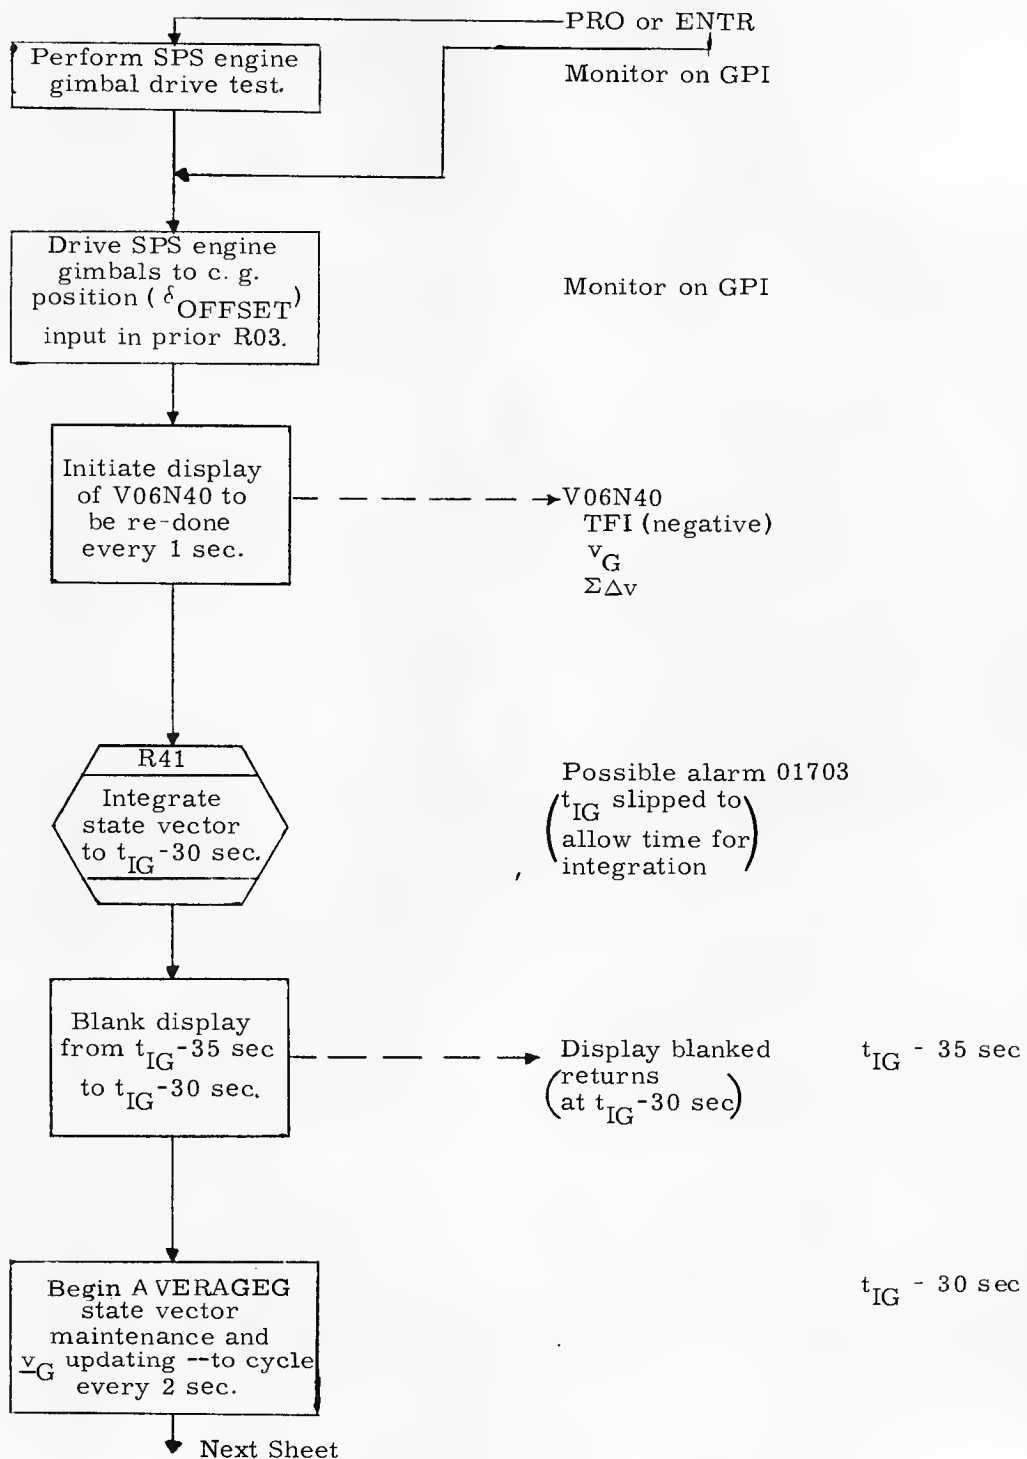 PRO or ENTR
Perform SPS engine
gimbal drive test.
Monitor on GPI
Drive SPS engine
gimbals to c. g.
position (δOFFSET)
input in prior R03.
Monitor on GPI
Initiate display
of V06N40 to
be re-done
every 1 sec.
V06N40
TFI (negative)
vG
ΣΔv
R41
Integrate
state vector
to tIG -30 sec.
Possible alarm 01703
(tIG slipped to
allow time for
integration)
Blank display
from tIG -35 sec
to tIG -30 sec.
Display blanked
(returns
at tIG -30 sec)
tIG - 35 sec
Begin AVERAGEG
state vector
maintenance and
vG updating --to cycle
every 2 sec.
tIG - 30 sec
Next Sheet